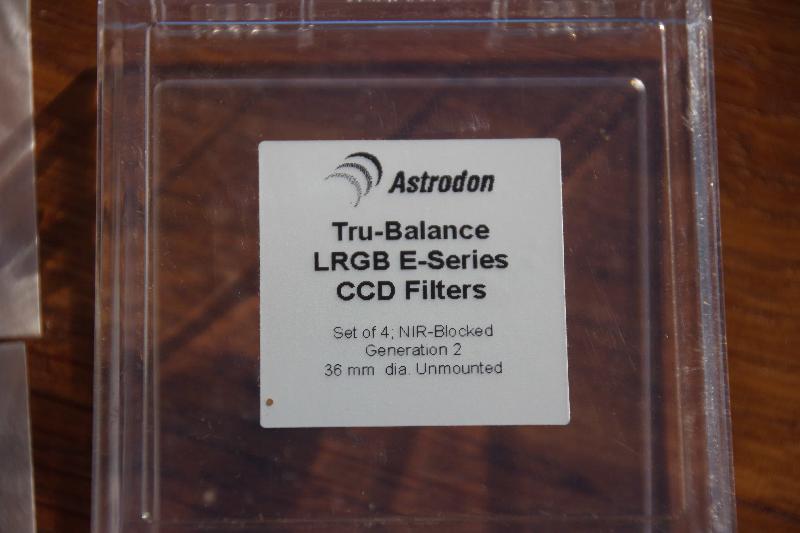 Astrodon
Tru-Balance
LRGB E-Series
CCD Filters
Set of 4; NIR-Blocked
Generation 2
36 mm dia. Unmounted